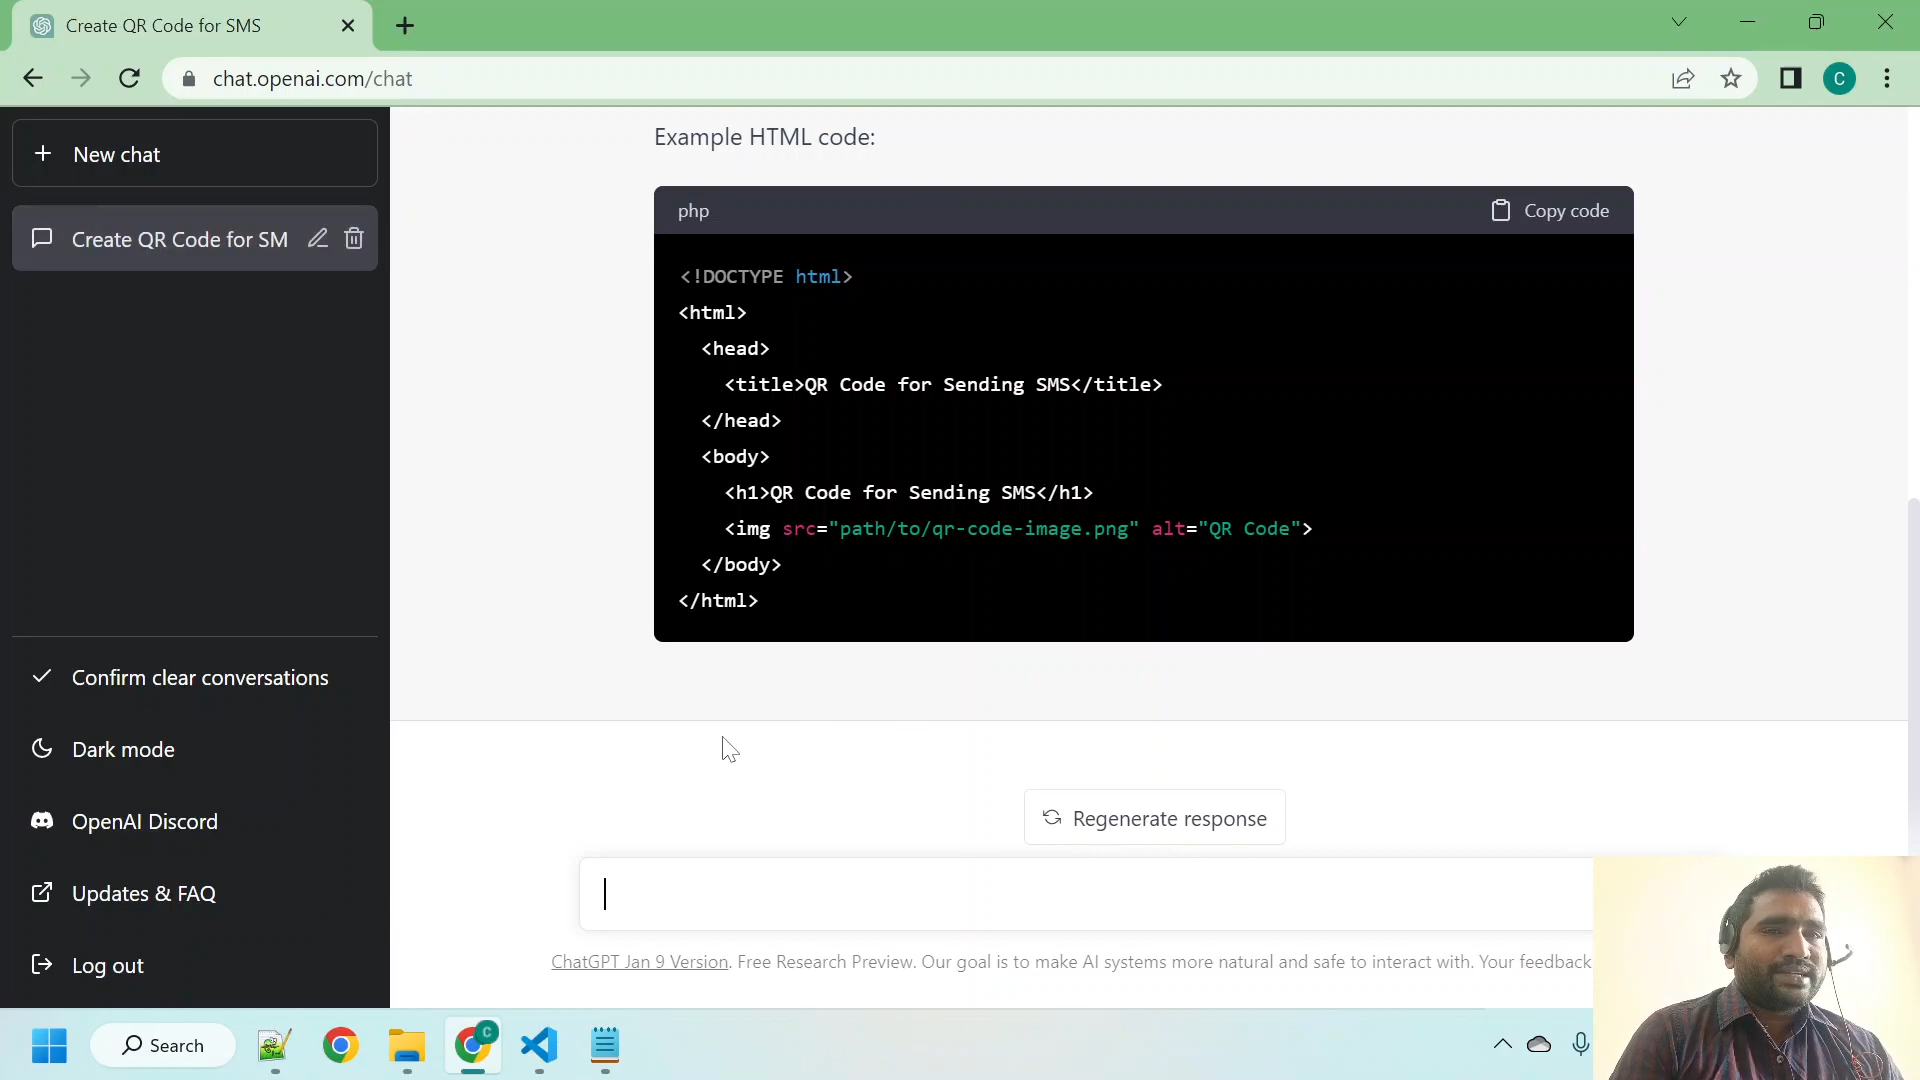 Create QR Code for SMS
chat.openai.com/chat
C
New chat
Create QR Code for SM
Confirm clear conversations
Dark mode
OpenAI Discord
Updates & FAQ
Log out
Example HTML code:
php
Copy code
<!DOCTYPE html>
<html>
<head>
<title>QR Code for Sending SMS</title>
</head>
<body>
<h1>QR Code for Sending SMS</h1>
<img src="path/to/qr-code-image.png" alt="QR Code">
</body>
</html>
Regenerate response
ChatGPT Jan 9 Version. Free Research Preview. Our goal is to make AI systems more natural and safe to interact with. Your feedback
Search
C